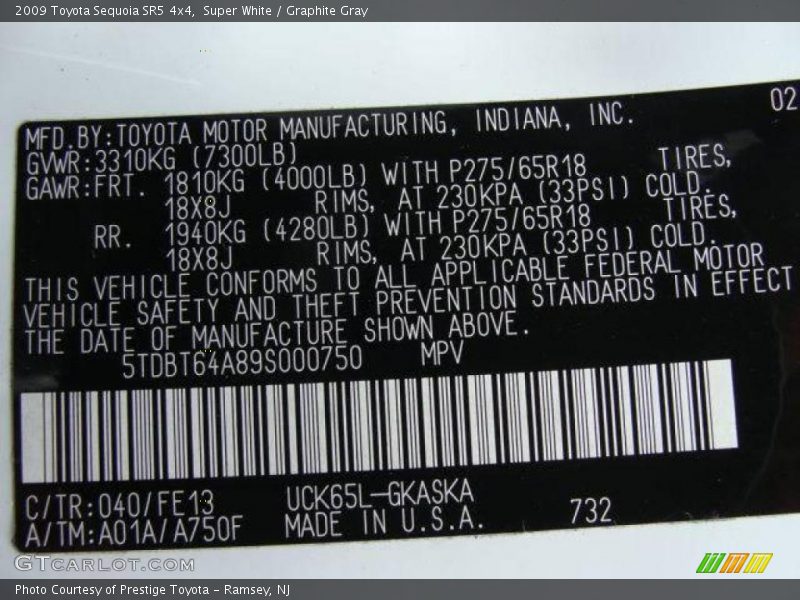 2009 Toyota Sequoia SR5 4x4, Super White / Graphite Gray
02
MFD.BY:TOYOTA MOTOR MANUFACTURING, INDIANA, INC.
GVWR:3310KG (7300LB)
GAWR:FRT. 1810KG (4000LB) WITH P275/65R18 TIRES,
18X8J RIMS, AT 230KPA (33PSI) COLD.
RR. 1940KG (4280LB) WITH P275/65R18 TIRES,
18X8J RIMS, AT 230KPA (33PSI) COLD.
THIS VEHICLE CONFORMS TO ALL APPLICABLE FEDERAL MOTOR
VEHICLE SAFETY AND THEFT PREVENTION STANDARDS IN EFFECT
THE DATE OF MANUFACTURE SHOWN ABOVE.
5TDBT64A89S000750 MPV
C/TR:040/FE13 UCK65L-GKASKA
A/TM:A01A/A750F MADE IN U.S.A. 732
GTCARLOT.COM
Photo Courtesy of Prestige Toyota - Ramsey, NJ